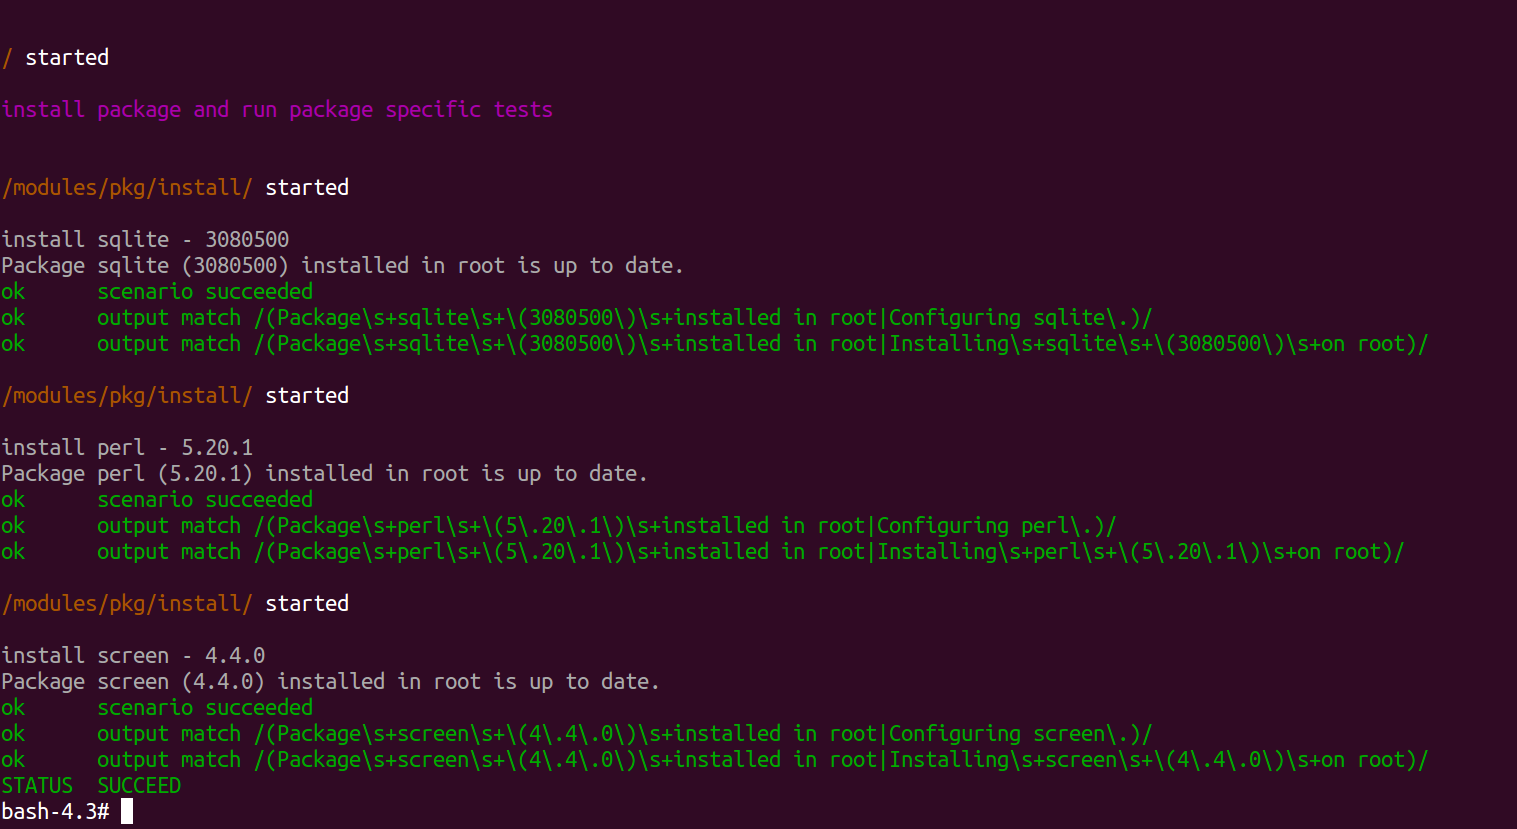 / started
install package and run package specific tests
/modules/pkg/install/ started
install sqlite - 3080500
Package sqlite (3080500) installed in root is up to date.
ok      scenario succeeded
ok      output match /(Package\s+sqlite\s+\(3080500\)\s+installed in root|Configuring sqlite\.)/
ok      output match /(Package\s+sqlite\s+\(3080500\)\s+installed in root|Installing\s+sqlite\s+\(3080500\)\s+on root)/
/modules/pkg/install/ started
install perl - 5.20.1
Package perl (5.20.1) installed in root is up to date.
ok      scenario succeeded
ok      output match /(Package\s+perl\s+\(5\.20\.1\)\s+installed in root|Configuring perl\.)/
ok      output match /(Package\s+perl\s+\(5\.20\.1\)\s+installed in root|Installing\s+perl\s+\(5\.20\.1\)\s+on root)/
/modules/pkg/install/ started
install screen - 4.4.0
Package screen (4.4.0) installed in root is up to date.
ok      scenario succeeded
ok      output match /(Package\s+screen\s+\(4\.4\.0\)\s+installed in root|Configuring screen\.)/
ok      output match /(Package\s+screen\s+\(4\.4\.0\)\s+installed in root|Installing\s+screen\s+\(4\.4\.0\)\s+on root)/
STATUS  SUCCEED
bash-4.3#